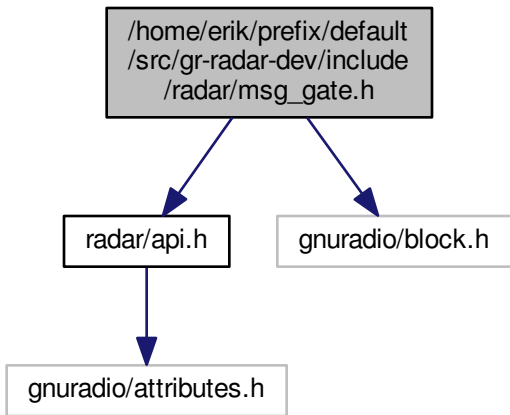 /home/erik/prefix/default
/src/gr-radar-dev/include
/radar/msg_gate.h
radar/api.h
gnuradio/block.h
gnuradio/attributes.h